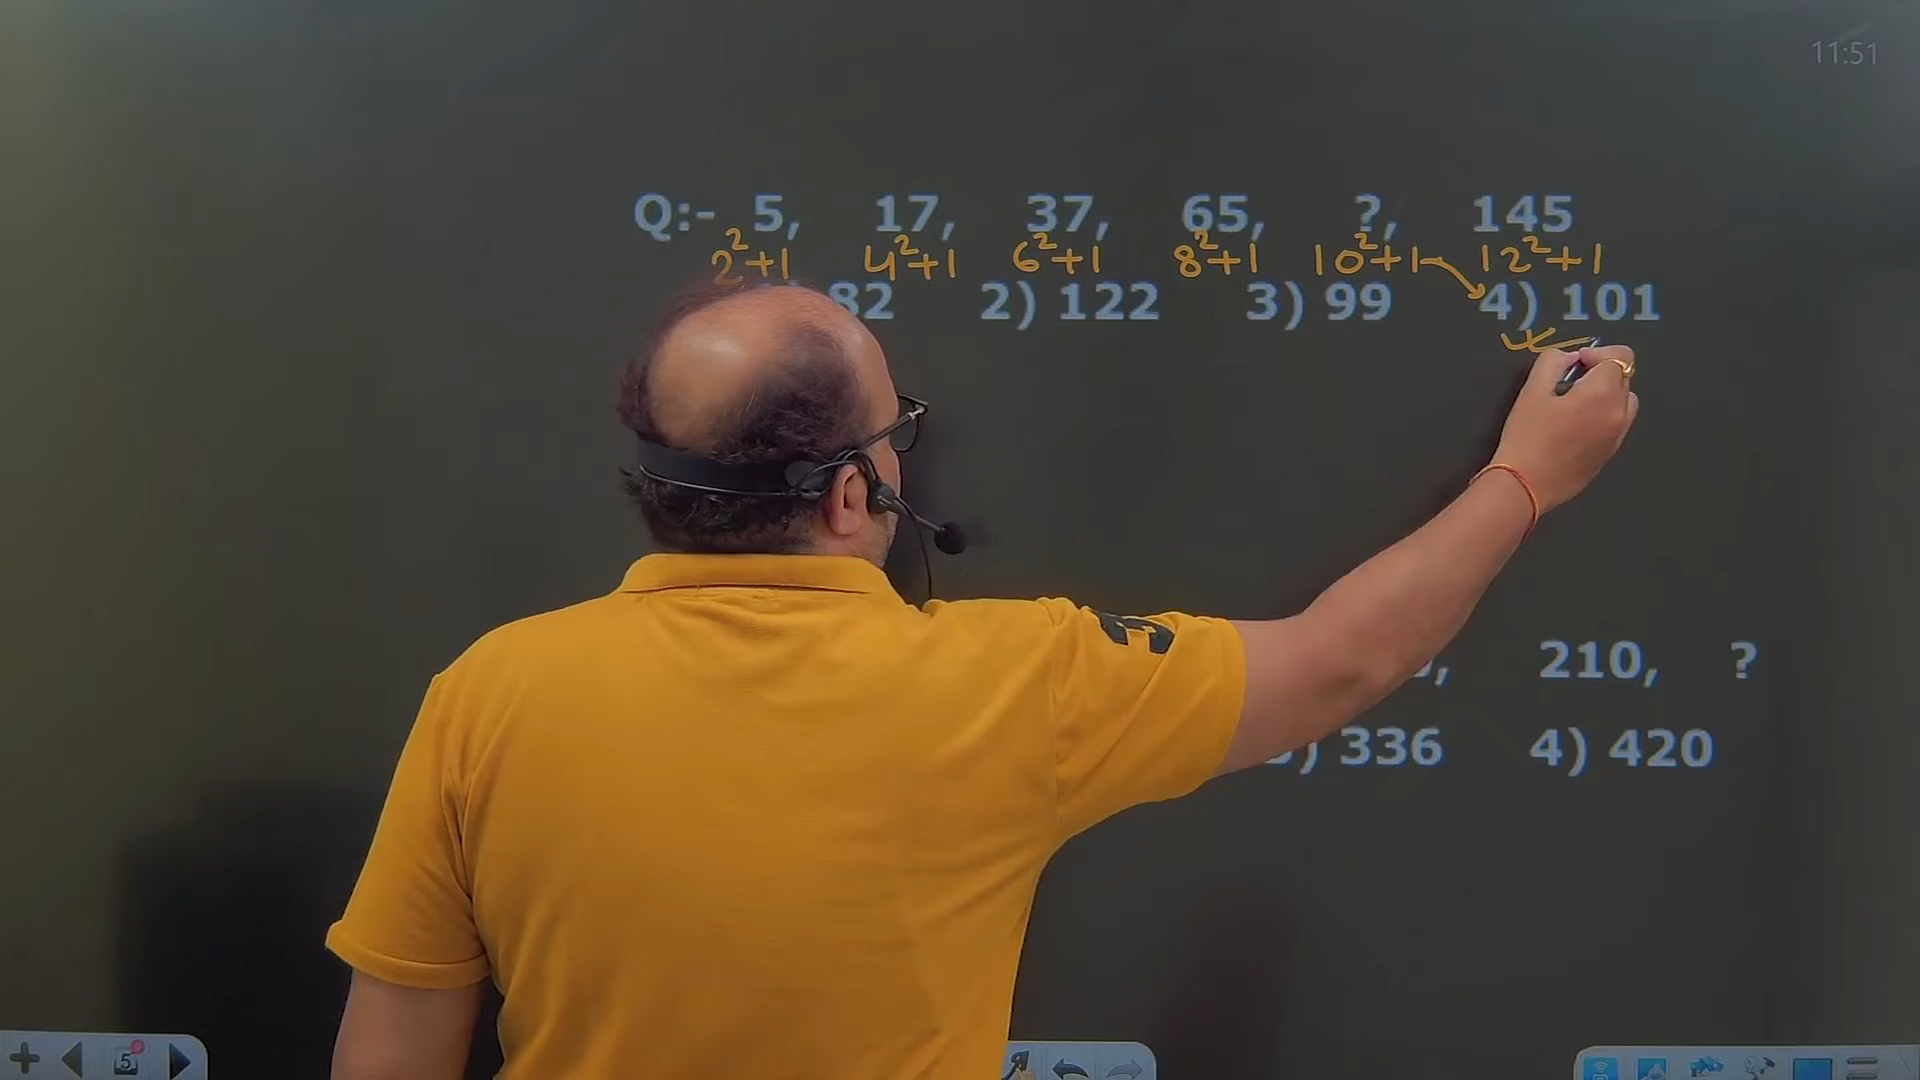 11:51
Q:- 5, 17, 37, 65, ?, 145
2²+1 4²+1 6²+1 8²+1 10²+1 12²+1
82 2) 122 3) 99 4) 101
210, ?
) 336 4) 420
5